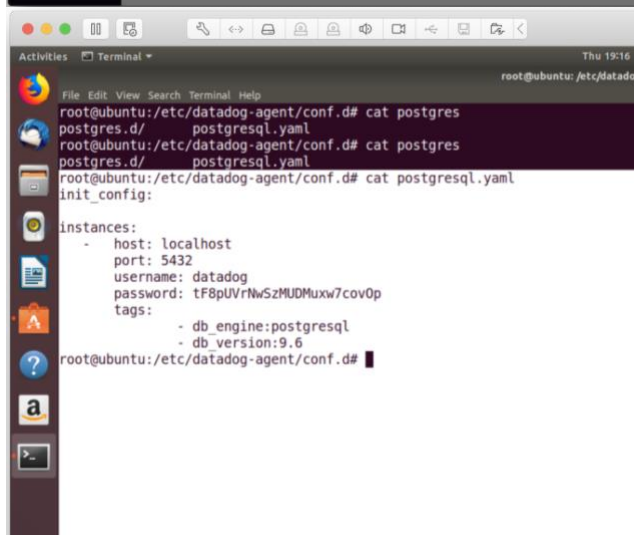 Activities Terminal Thu 19:16
root@ubuntu: /etc/datado
File Edit View Search Terminal Help
root@ubuntu:/etc/datadog-agent/conf.d# cat postgres
postgres.d/ postgresql.yaml
root@ubuntu:/etc/datadog-agent/conf.d# cat postgres
postgres.d/ postgresql.yaml
root@ubuntu:/etc/datadog-agent/conf.d# cat postgresql.yaml
init_config:
instances:
- host: localhost
port: 5432
username: datadog
password: tF8pUVrNwSzMUDMuxw7covOp
tags:
- db_engine:postgresql
- db_version:9.6
root@ubuntu:/etc/datadog-agent/conf.d#